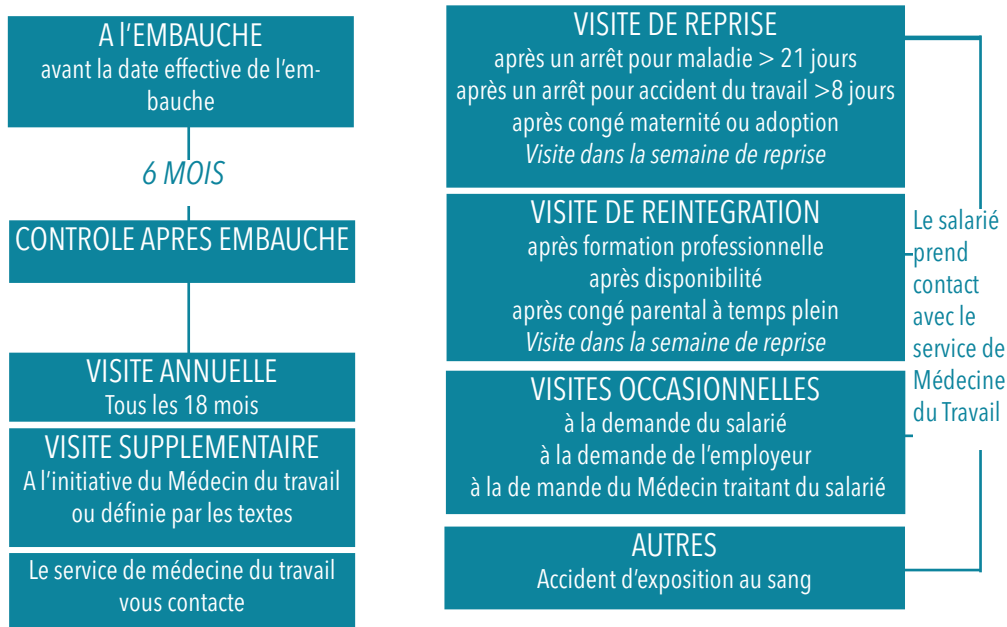 A l'EMBAUCHE
avant la date effective de l'em-
bauche
6 MOIS
CONTROLE APRES EMBAUCHE
VISITE ANNUELLE
Tous les 18 mois
VISITE SUPPLEMENTAIRE
A l'initiative du Médecin du travail
ou définie par les textes
Le service de médecine du travail
vous contacte
VISITE DE REPRISE
après un arrêt pour maladie > 21 jours
après un arrêt pour accident du travail >8 jours
après congé maternité ou adoption
Visite dans la semaine de reprise
VISITE DE REINTEGRATION
après formation professionnelle
après disponibilité
après congé parental à temps plein
Visite dans la semaine de reprise
VISITES OCCASIONNELLES
à la demande du salarié
à la demande de l'employeur
à la de mande du Médecin traitant du salarié
AUTRES
Accident d'exposition au sang
Le salarié
prend
contact
avec le
service de
Médecine
du Travail